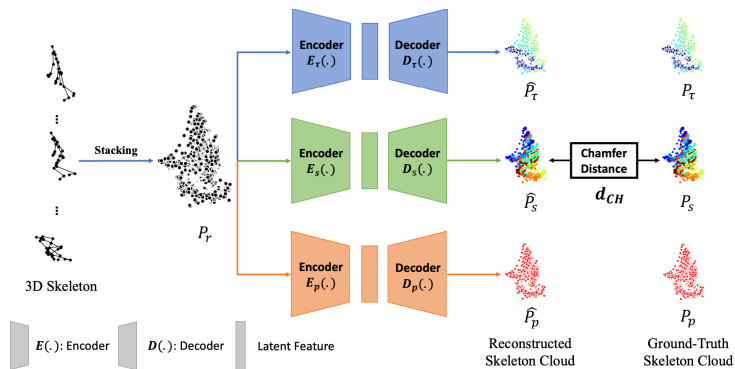 Encoder
E_τ(.)
Decoder
D_τ(.)
P̂_τ
P_τ
...
Stacking
Encoder
E_s(.)
Decoder
D_s(.)
Chamfer
Distance
d_CH
P̂_s
P_s
P_r
...
3D Skeleton
Encoder
E_p(.)
Decoder
D_p(.)
P̂_p
P_p
E(.): Encoder
D(.): Decoder
Latent Feature
Reconstructed
Skeleton Cloud
Ground-Truth
Skeleton Cloud